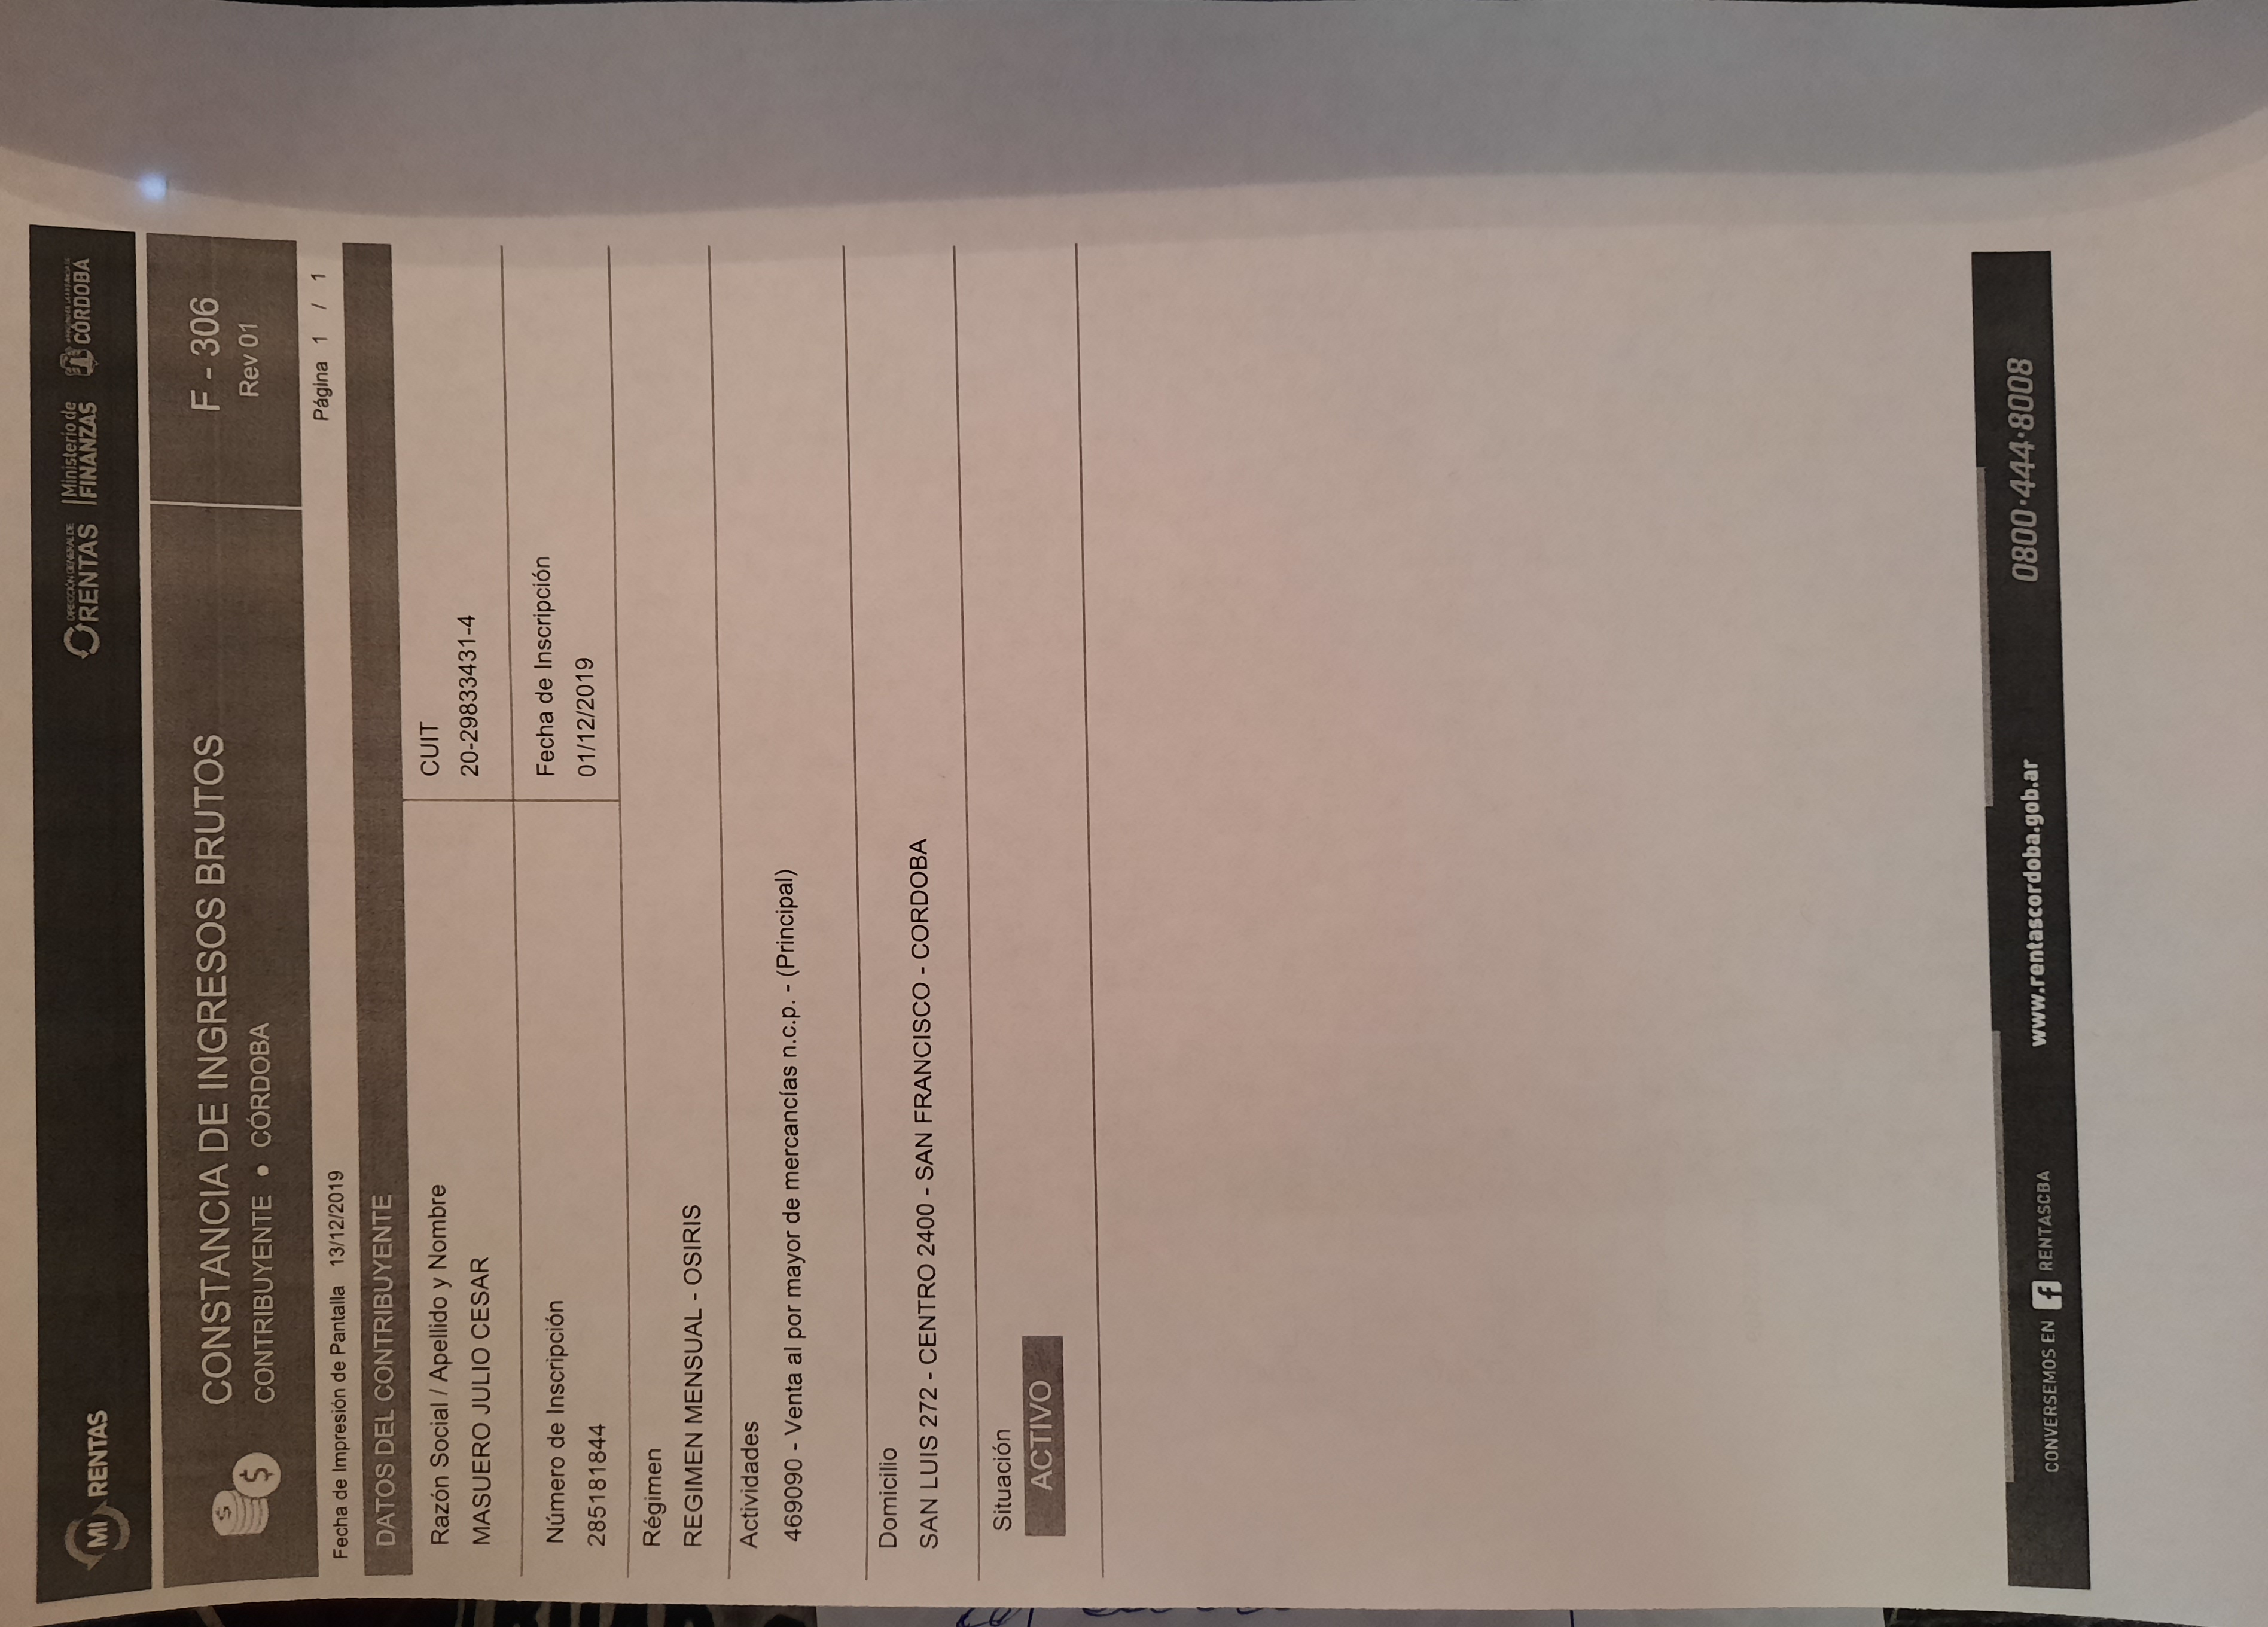 MI RENTAS
DIRECCIÓN GENERAL DE
RENTAS
Ministerio de
FINANZAS
CÓRDOBA
CONSTANCIA DE INGRESOS BRUTOS
CONTRIBUYENTE • CÓRDOBA
F - 306
Rev 01
Fecha de Impresión de Pantalla 13/12/2019
Página 1 / 1
DATOS DEL CONTRIBUYENTE
Razón Social / Apellido y Nombre
MASUERO JULIO CESAR
CUIT
20-29833431-4
Número de Inscripción
285181844
Fecha de Inscripción
01/12/2019
Régimen
REGIMEN MENSUAL - OSIRIS
Actividades
469090 - Venta al por mayor de mercancías n.c.p. - (Principal)
Domicilio
SAN LUIS 272 - CENTRO 2400 - SAN FRANCISCO - CORDOBA
Situación
ACTIVO
CONVERSEMOS EN f RENTASCBA
www.rentascordoba.gob.ar
0800·444·8008